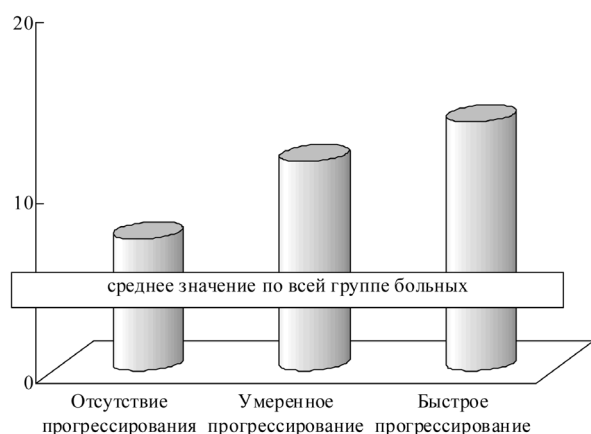 20
10
среднее значение по всей группе больных
0
Отсутствие прогрессирования
Умеренное прогрессирование
Быстрое прогрессирование